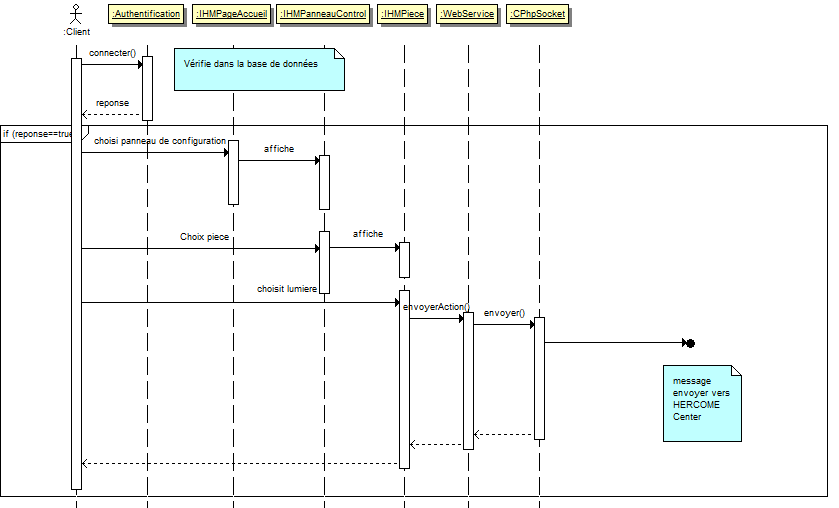 :Client
:Authentification
:IHMPageAccueil
:IHMPanneauControl
:IHMPiece
:WebService
:CPhpSocket
connecter()
Vérifie dans la base de données
reponse
if (reponse==true
choisi panneau de configuration
affiche
Choix piece
affiche
choisit lumiere
envoyerAction()
envoyer()
message
envoyer vers
HERCOME
Center